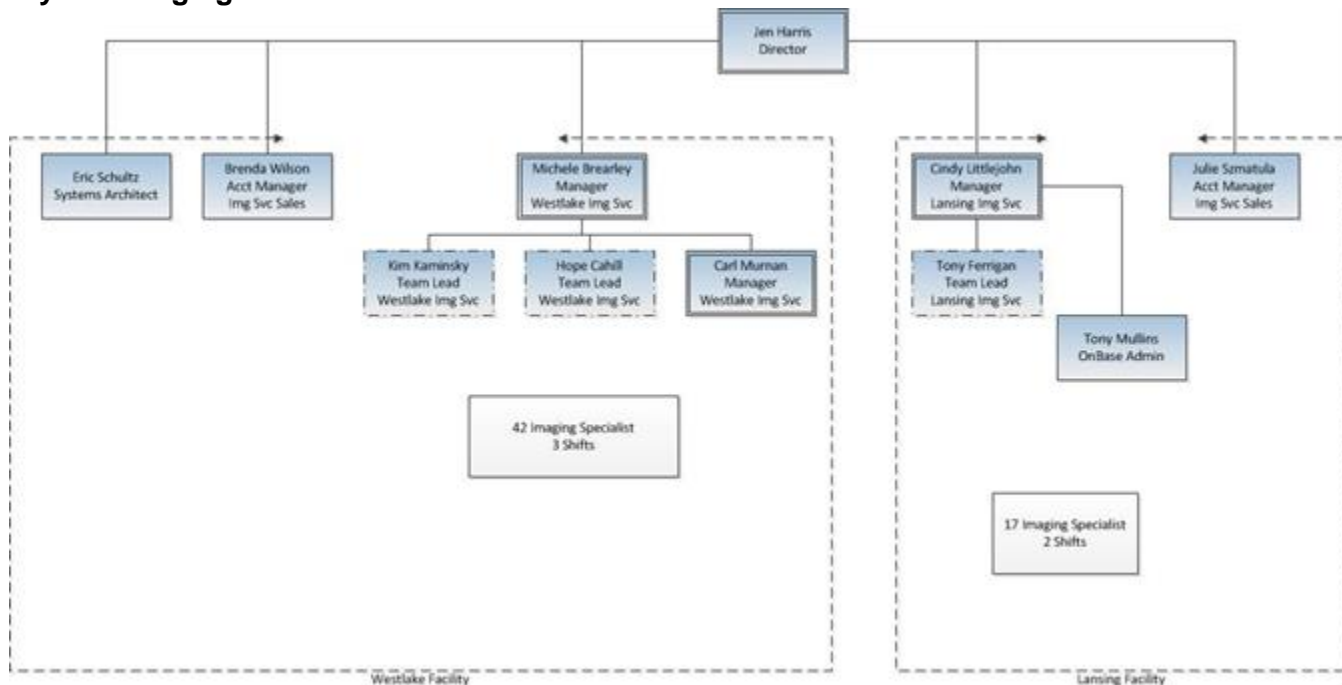 Jen Harris
Director
Eric Schultz
Systems Architect
Brenda Wilson
Acct Manager
Img Svc Sales
Michele Brearley
Manager
Westlake Img Svc
Cindy Littlejohn
Manager
Lansing Img Svc
Julie Szmatula
Acct Manager
Img Svc Sales
Kim Kaminsky
Team Lead
Westlake Img Svc
Hope Cahill
Team Lead
Westlake Img Svc
Carl Murnan
Manager
Westlake Img Svc
Tony Ferrigan
Team Lead
Lansing Img Svc
Tony Mullins
OnBase Admin
42 Imaging Specialist
3 Shifts
17 Imaging Specialist
2 Shifts
Westlake Facility
Lansing Facility